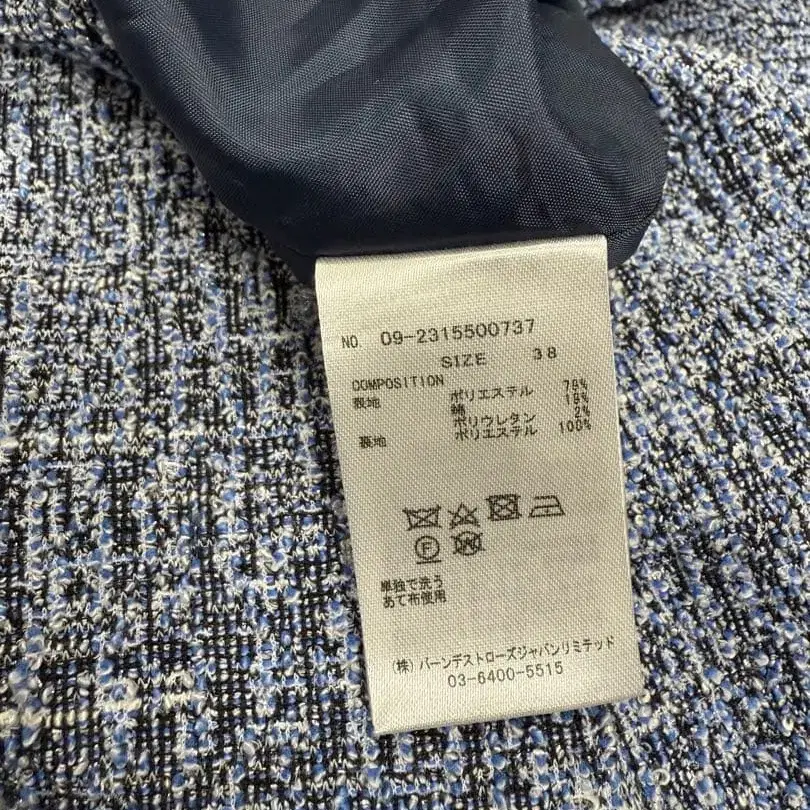 NO 09-2315500737
SIZE 38
COMPOSITION
表地 ポリエステル 79%
綿 19%
ポリウレタン 2%
裏地 ポリエステル 100%
F W
単独で洗う
あて布使用
(株)バーンデストローズジャパンリミテッド
03-6400-5515